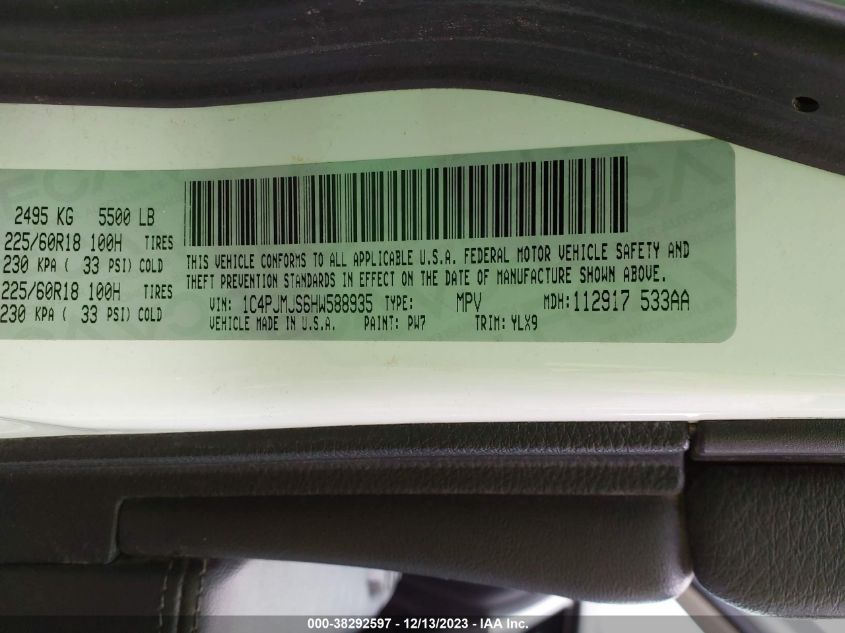 2495 KG 5500 LB
225/60R18 100H TIRES
230 KPA ( 33 PSI) COLD
225/60R18 100H TIRES
230 KPA ( 33 PSI) COLD
THIS VEHICLE CONFORMS TO ALL APPLICABLE U.S.A. FEDERAL MOTOR VEHICLE SAFETY AND
THEFT PREVENTION STANDARDS IN EFFECT ON THE DATE OF MANUFACTURE SHOWN ABOVE.
VIN: 1C4PJMJS6HW588935 TYPE: MPV MDH:112917 533AA
VEHICLE MADE IN U.S.A. PAINT: PW7 TRIM: YLX9
000-38292597 - 12/13/2023 - IAA Inc.